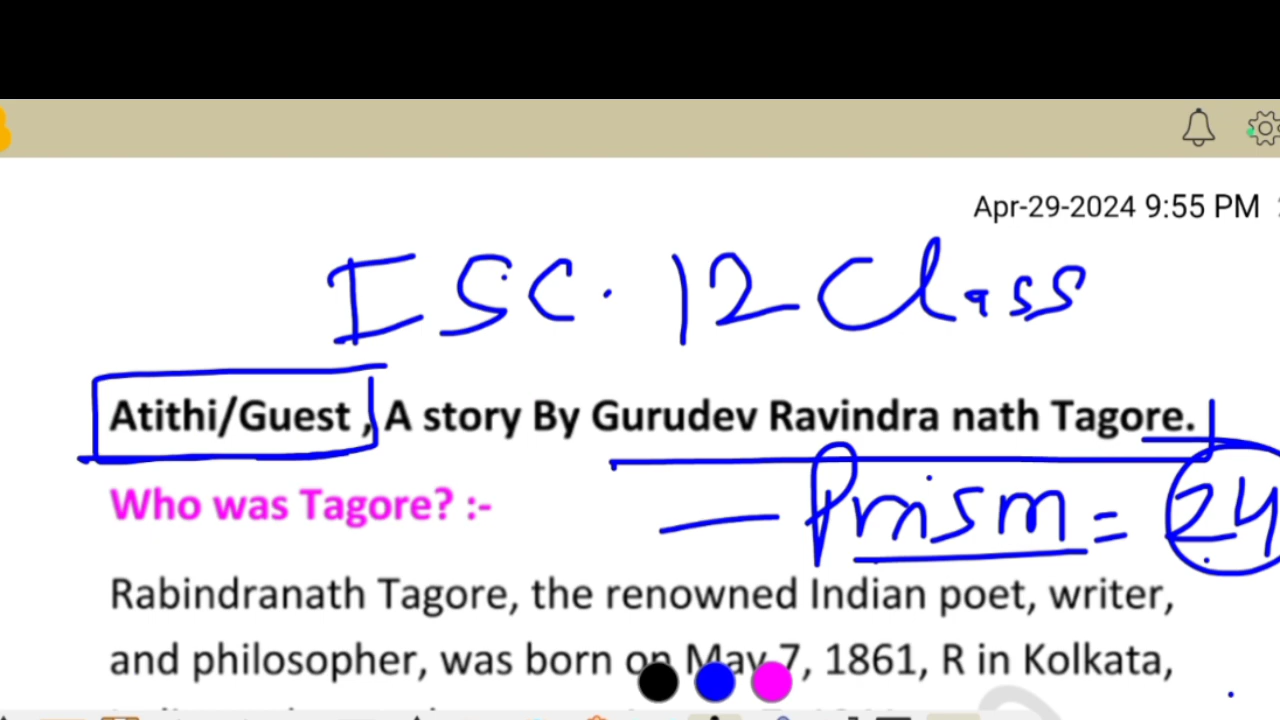 Apr-29-2024 9:55 PM
ISC. 12 Class
Atithi/Guest , A story By Gurudev Ravindra nath Tagore.
Who was Tagore? :-
— Prism = 24
Rabindranath Tagore, the renowned Indian poet, writer,
and philosopher, was born on May 7, 1861, R in Kolkata,